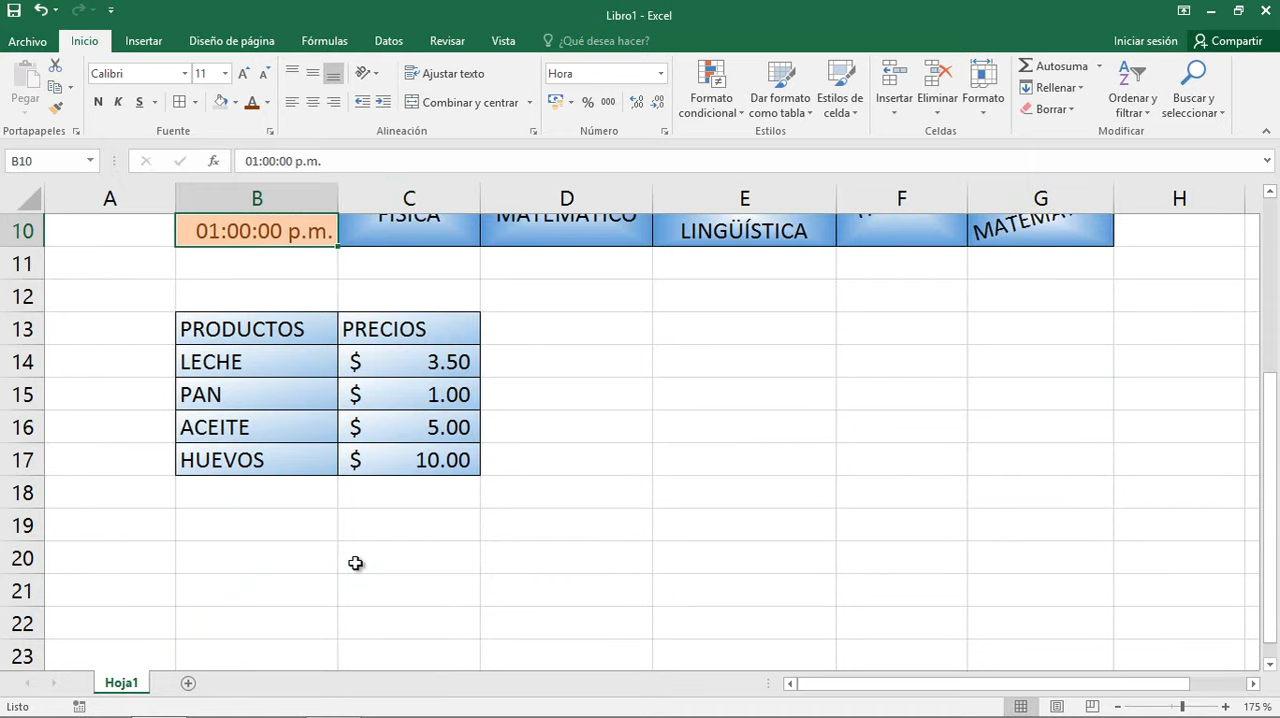 Libro1 - Excel
Archivo Inicio Insertar Diseño de página Fórmulas Datos Revisar Vista ¿Qué desea hacer? Iniciar sesión Compartir
Pegar
Calibri 11
N K S
Ajustar texto
Combinar y centrar
Hora
% 000
Formato condicional
Dar formato como tabla
Estilos de celda
Insertar Eliminar Formato
Autosuma
Rellenar
Borrar
Ordenar y filtrar
Buscar y seleccionar
Portapapeles Fuente Alineación Número Estilos Celdas Modificar
B10 fx 01:00:00 p.m.
A B C D E F G H
10 01:00:00 p.m. FÍSICA MATEMÁTICO LINGÜÍSTICA
11
12
13 PRODUCTOS PRECIOS
14 LECHE $ 3.50
15 PAN $ 1.00
16 ACEITE $ 5.00
17 HUEVOS $ 10.00
18
19
20
21
22
23
Hoja1
Listo 175 %